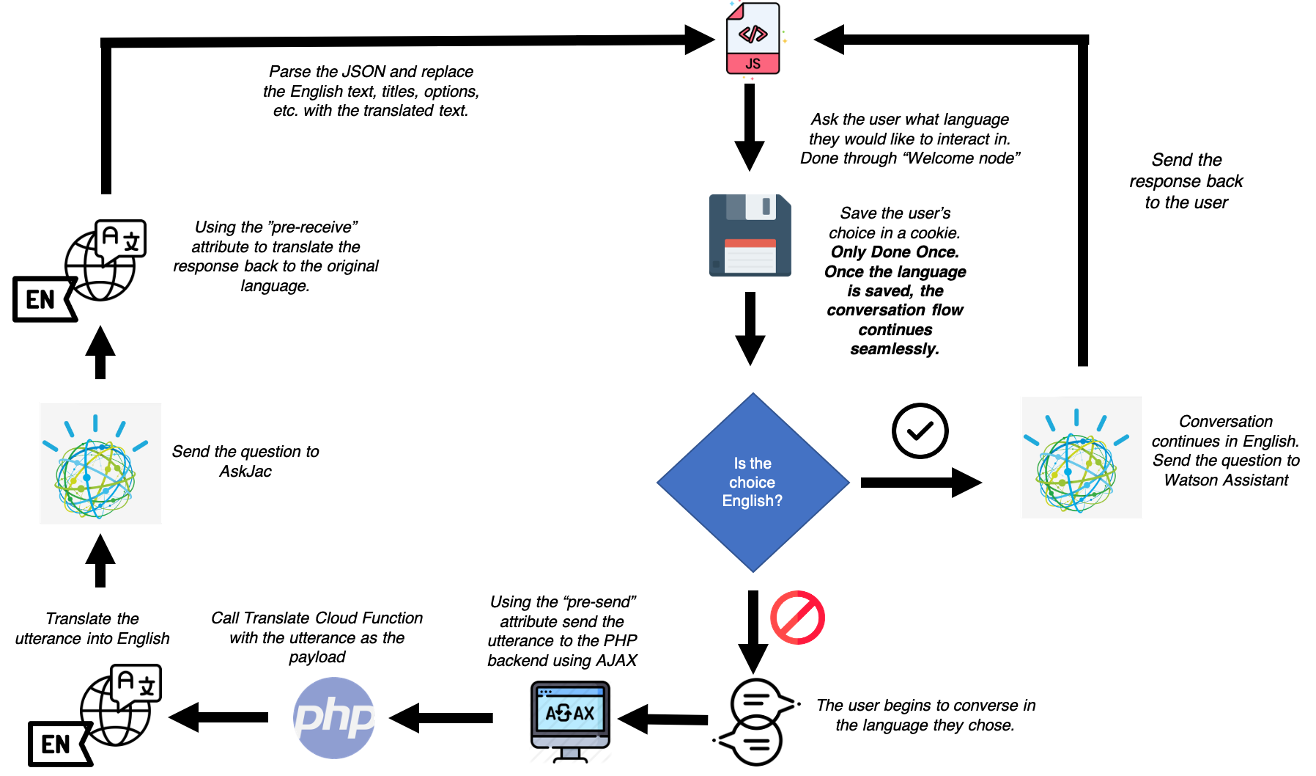 JS
Parse the JSON and replace
the English text, titles, options,
etc. with the translated text.
Ask the user what language
they would like to interact in.
Done through “Welcome node”
Send the
response back
to the user
Using the ”pre-receive”
attribute to translate the
response back to the original
language.
A 文
EN
Save the user’s
choice in a cookie.
Only Done Once.
Once the language
is saved, the
conversation flow
continues
seamlessly.
Send the question to
AskJac
Is the
choice
English?
Conversation
continues in English.
Send the question to
Watson Assistant
Translate the
utterance into English
A 文
EN
Call Translate Cloud Function
with the utterance as the
payload
php
Using the “pre-send”
attribute send the
utterance to the PHP
backend using AJAX
AJAX
The user begins to converse in
the language they chose.